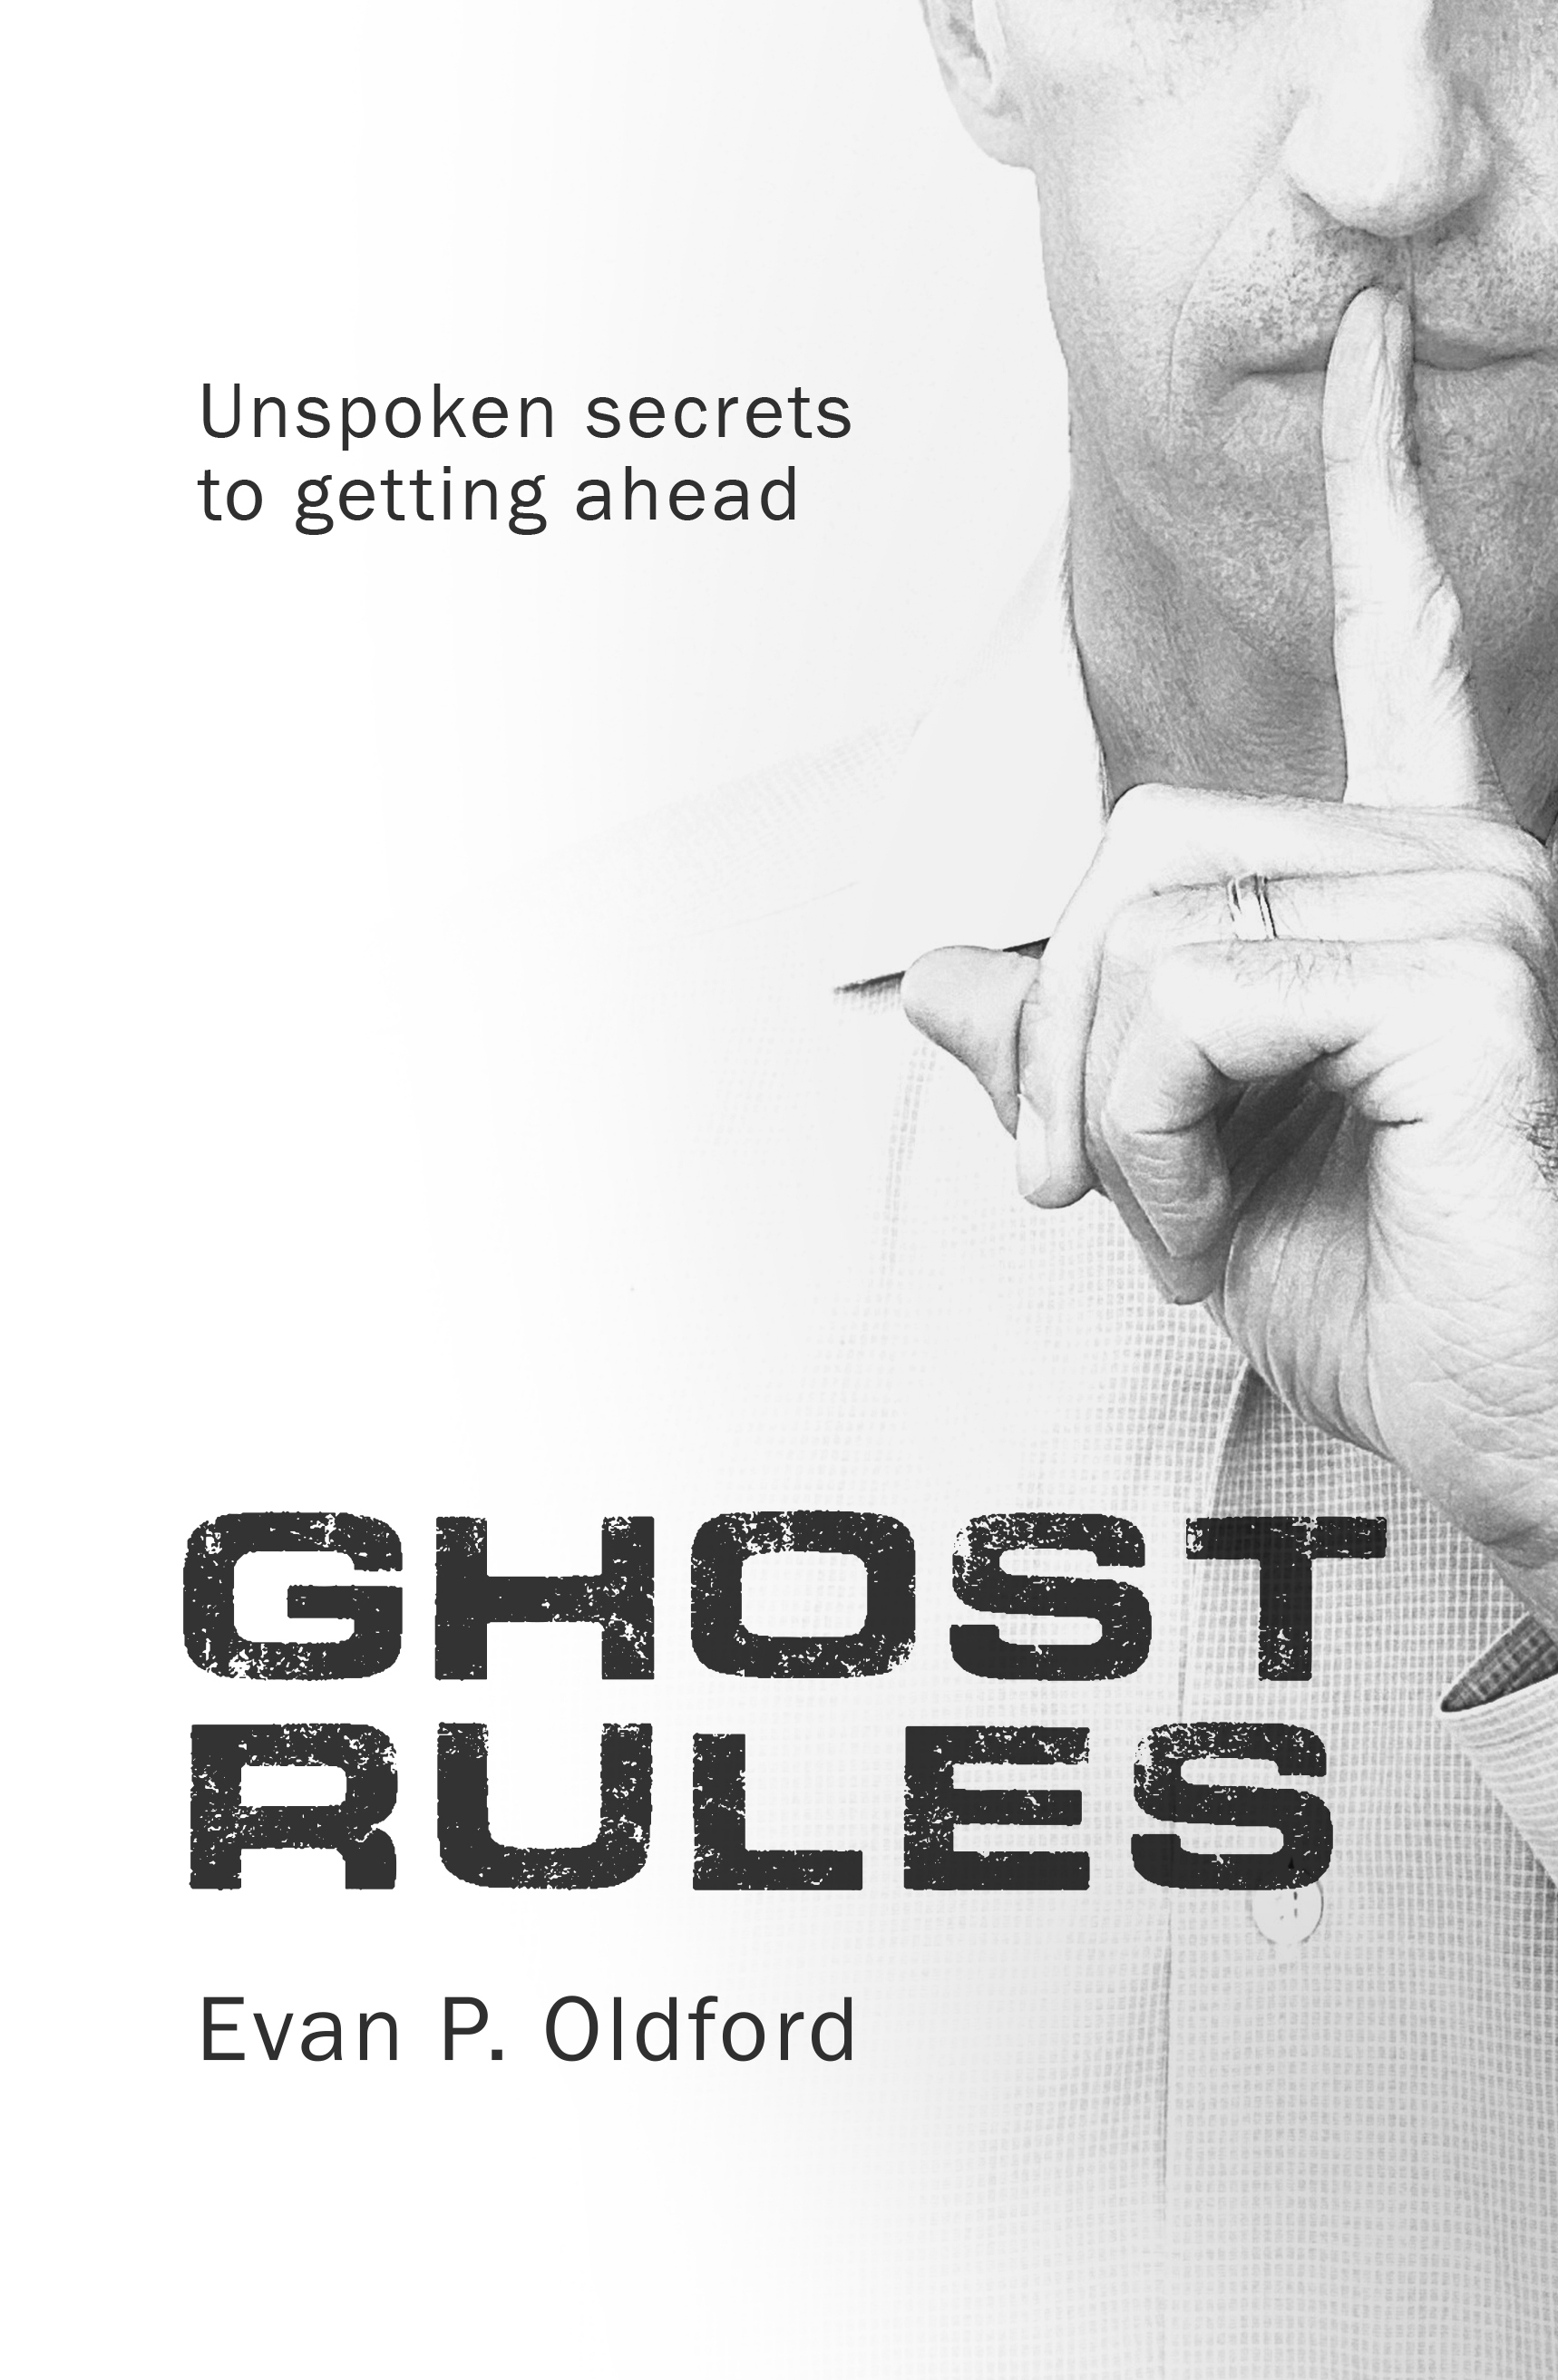 Unspoken secrets
to getting ahead
GHOST
RULES
Evan P. Oldford